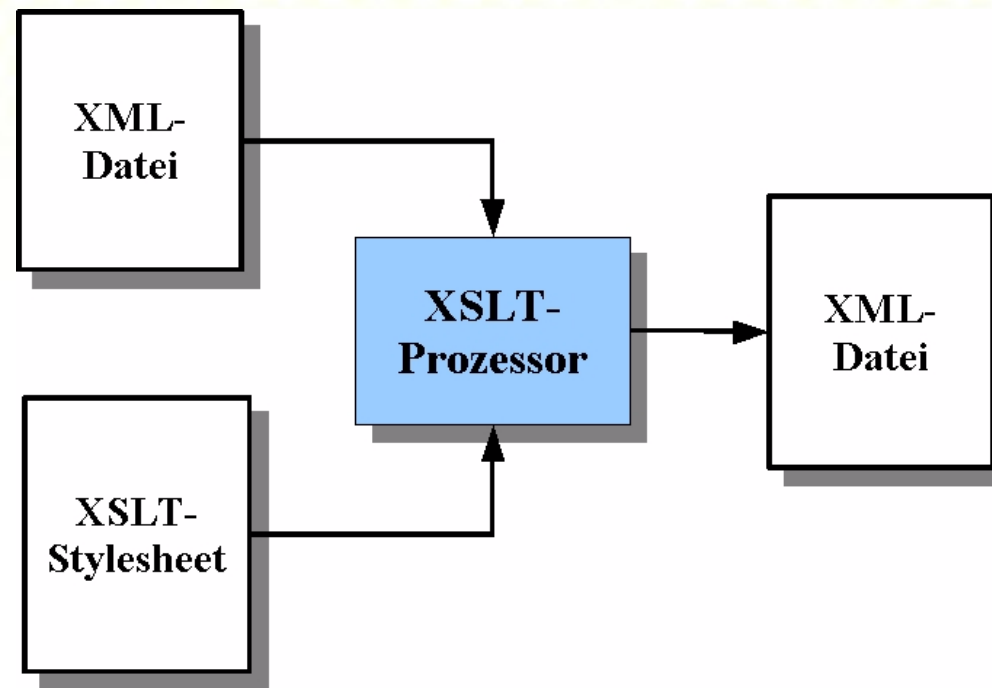 XML-
Datei
XSLT-
Prozessor
XML-
Datei
XSLT-
Stylesheet